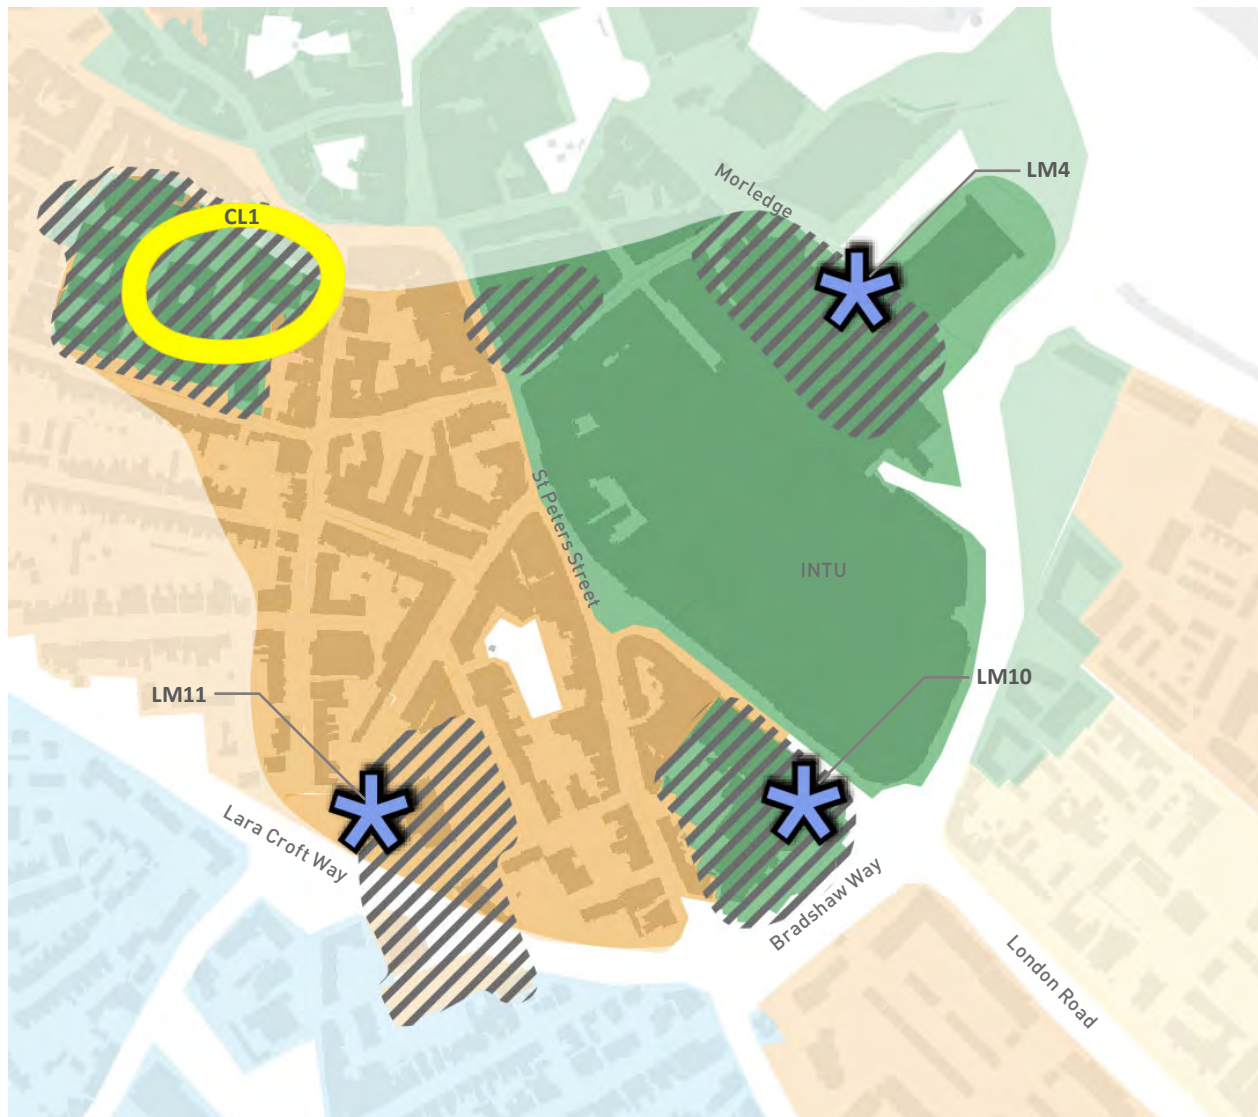 Morledge
LM4
CL1
St Peters Street
INTU
LM11
LM10
Lara Croft Way
Bradshaw Way
London Road